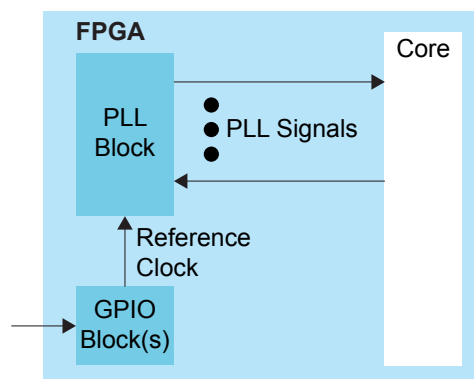 FPGA
Core
PLL
Block
PLL Signals
Reference
Clock
GPIO
Block(s)